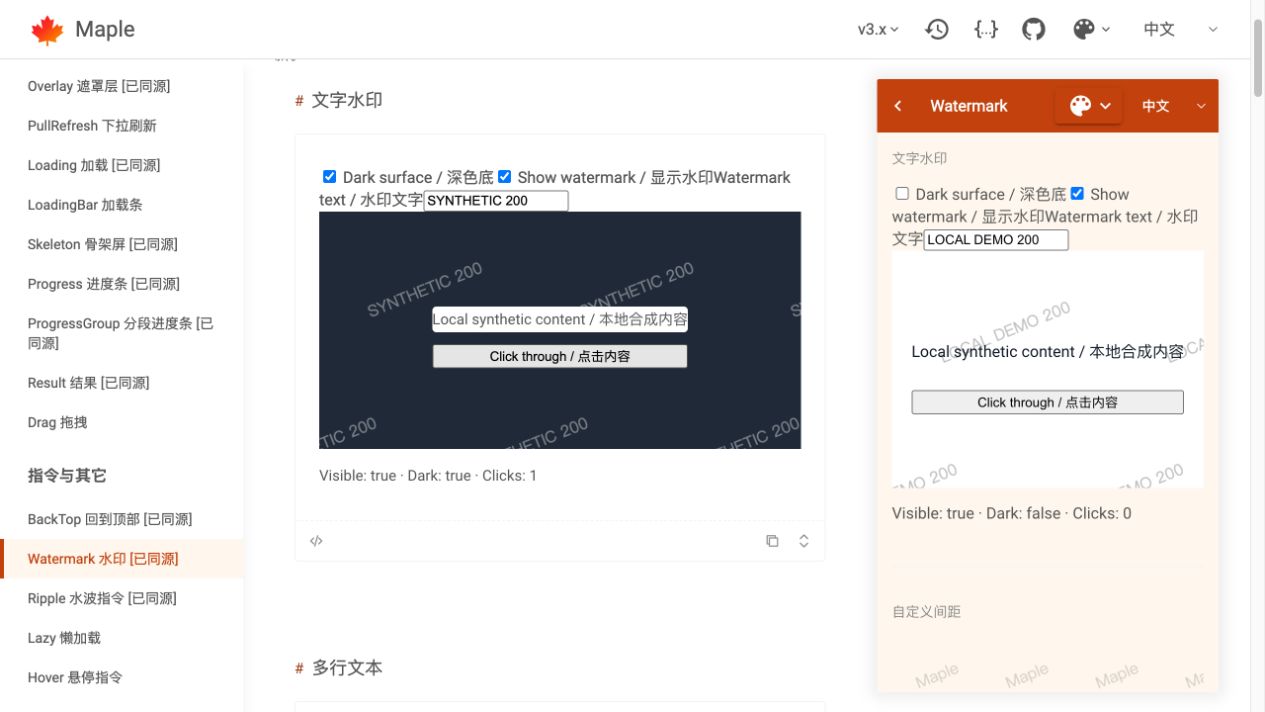 Maple
v3.x
中文
Overlay 遮罩层 [已同源]
PullRefresh 下拉刷新
Loading 加载 [已同源]
LoadingBar 加载条
Skeleton 骨架屏 [已同源]
Progress 进度条 [已同源]
ProgressGroup 分段进度条 [已
同源]
Result 结果 [已同源]
Drag 拖拽
指令与其它
BackTop 回到顶部 [已同源]
Watermark 水印 [已同源]
Ripple 水波指令 [已同源]
Lazy 懒加载
Hover 悬停指令
# 文字水印
Dark surface / 深色底 Show watermark / 显示水印Watermark
text / 水印文字 SYNTHETIC 200
SYNTHETIC 200
SYNTHETIC 200
S
Local synthetic content / 本地合成内容
Click through / 点击内容
TIC 200
HETIC 200
NTHETIC 200
Visible: true · Dark: true · Clicks: 1
# 多行文本
Watermark
中文
文字水印
Dark surface / 深色底 Show
watermark / 显示水印Watermark text / 水印
文字 LOCAL DEMO 200
LOCAL DEMO 200
LOCA
Local synthetic content / 本地合成内容
Click through / 点击内容
EMO 200
EMO 200
Visible: true · Dark: false · Clicks: 0
自定义间距
Maple
Maple
Maple
Ma